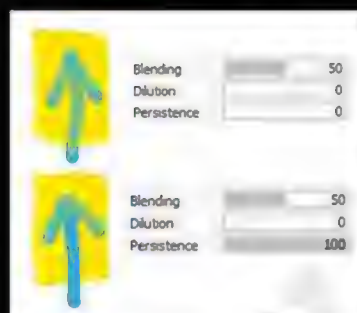 Blending 50
Dilution 0
Persistence 0
Blending 50
Dilution 0
Persistence 100